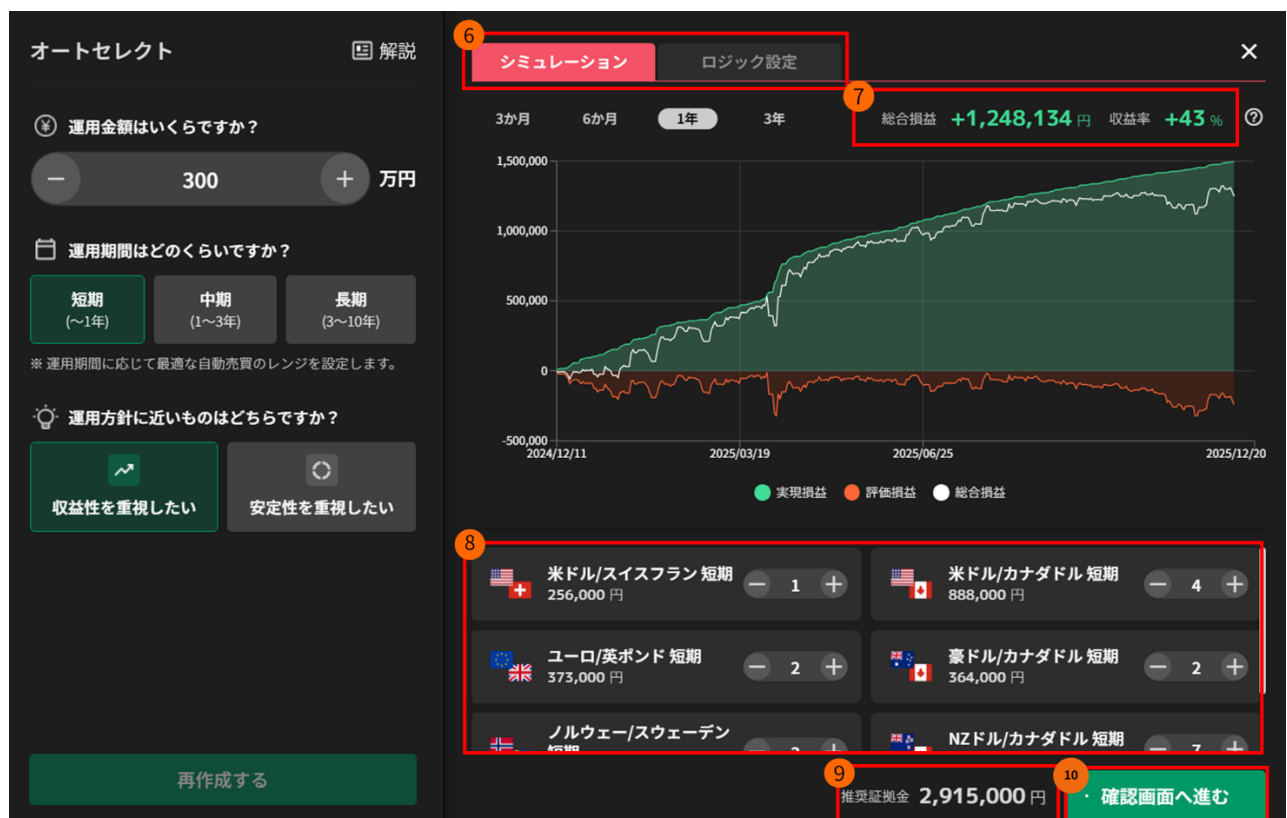 オートセレクト
解説
運用金額はいくらですか？
300
万円
運用期間はどのくらいですか？
短期
(～1年)
中期
(1～3年)
長期
(3～10年)
※ 運用期間に応じて最適な自動売買のレンジを設定します。
運用方針に近いものはどちらですか？
収益性を重視したい
安定性を重視したい
再作成する
6
シミュレーション
ロジック設定
7
3か月
6か月
1年
3年
総合損益 +1,248,134 円 収益率 +43 %
1,500,000
1,000,000
500,000
0
-500,000
2024/12/11
2025/03/19
2025/06/25
2025/12/20
実現損益
評価損益
総合損益
8
米ドル/スイスフラン 短期
256,000 円
1
米ドル/カナダドル 短期
888,000 円
4
ユーロ/英ポンド 短期
373,000 円
2
豪ドル/カナダドル 短期
364,000 円
2
ノルウェー/スウェーデン
短期
NZドル/カナダドル 短期
7
9
推奨証拠金 2,915,000 円
10
確認画面へ進む